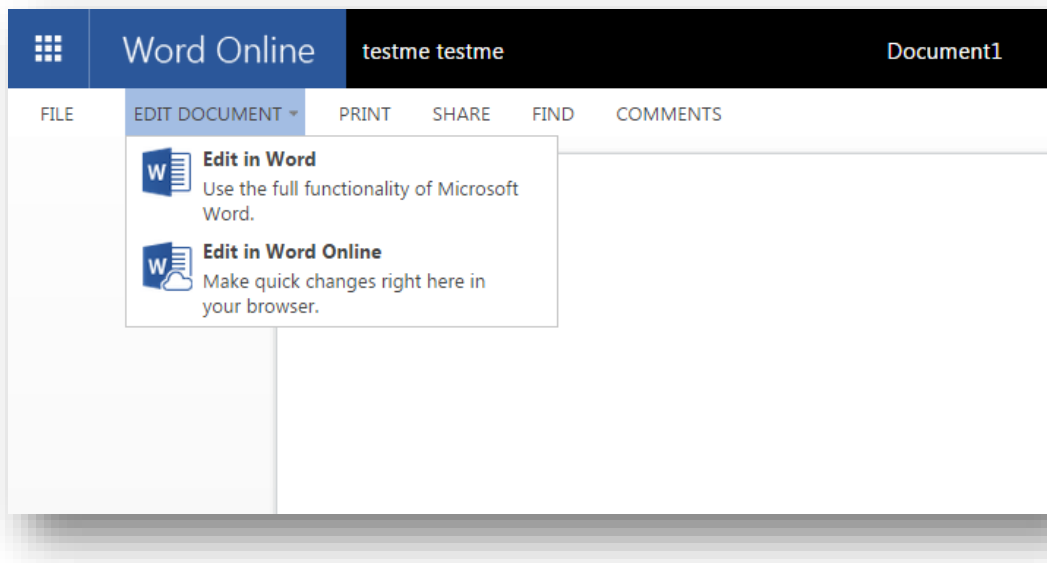 Word Online testme testme Document1
FILE EDIT DOCUMENT PRINT SHARE FIND COMMENTS
Edit in Word
Use the full functionality of Microsoft
Word.
Edit in Word Online
Make quick changes right here in
your browser.